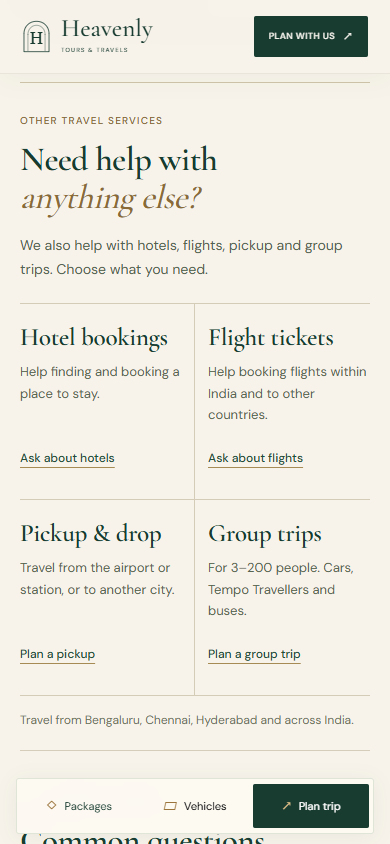 H
Heavenly
TOURS & TRAVELS
PLAN WITH US ↗
OTHER TRAVEL SERVICES
Need help with
anything else?
We also help with hotels, flights, pickup and group
trips. Choose what you need.
Hotel bookings
Help finding and booking a
place to stay.
Ask about hotels
Flight tickets
Help booking flights within
India and to other
countries.
Ask about flights
Pickup & drop
Travel from the airport or
station, or to another city.
Plan a pickup
Group trips
For 3–200 people. Cars,
Tempo Travellers and
buses.
Plan a group trip
Travel from Bengaluru, Chennai, Hyderabad and across India.
Packages
Vehicles
↗ Plan trip
Common questions